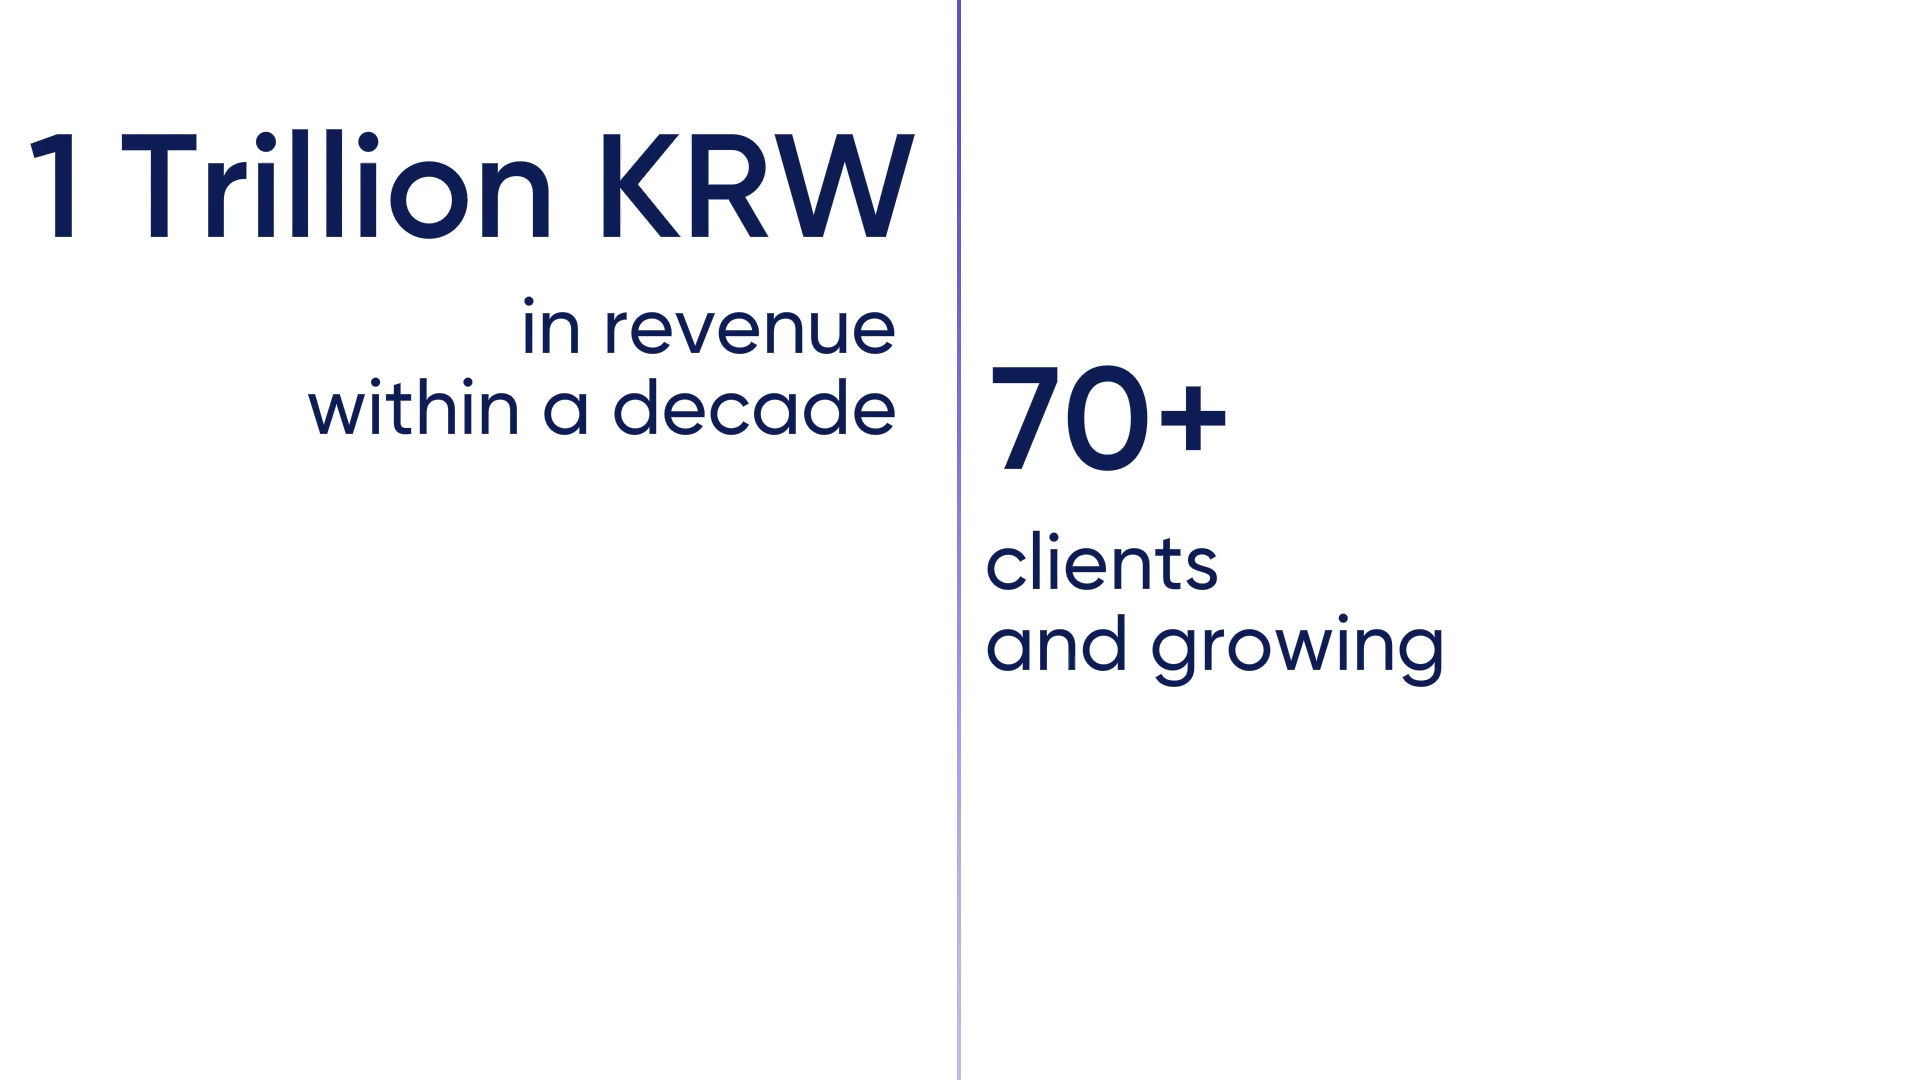 1 Trillion KRW
in revenue
within a decade
70+
clients
and growing